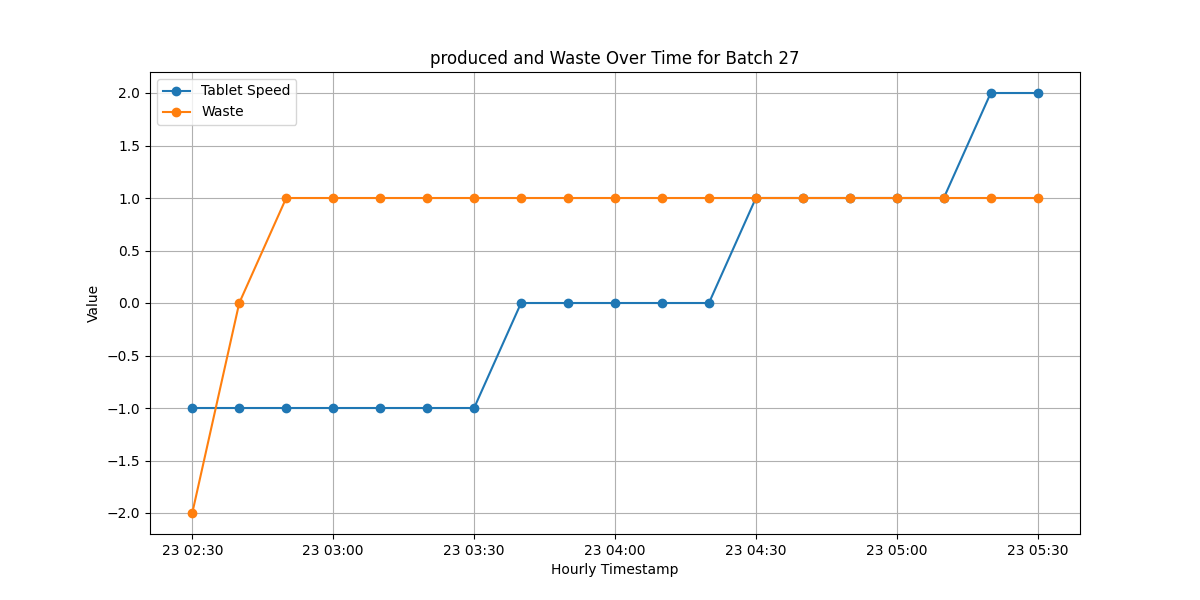 produced and Waste Over Time for Batch 27
Tablet Speed
Waste
2.0
1.5
1.0
0.5
0.0
−0.5
−1.0
−1.5
−2.0
Value
23 02:30 23 03:00 23 03:30 23 04:00 23 04:30 23 05:00 23 05:30
Hourly Timestamp